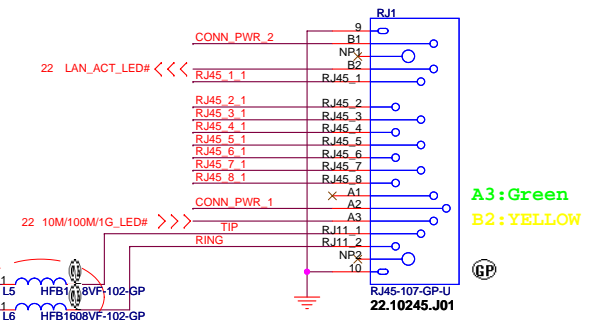 RJ1
9
CONN_PWR_2
B1
NP1
22 LAN_ACT_LED#
B2
RJ45_1_1
RJ45_1
RJ45_2_1
RJ45_2
RJ45_3_1
RJ45_3
RJ45_4_1
RJ45_4
RJ45_5_1
RJ45_5
RJ45_6_1
RJ45_6
RJ45_7_1
RJ45_7
RJ45_8_1
RJ45_8
A1
A3:Green
CONN_PWR_1
A2
22 10M/100M/1G_LED#
A3
B2:YELLOW
TIP
RJ11_1
RING
RJ11_2
NP2
10
GP
1
L5
8VF-102-GP
RJ45-107-GP-U
22.10245.J01
1
L6
HFB1608VF-102-GP